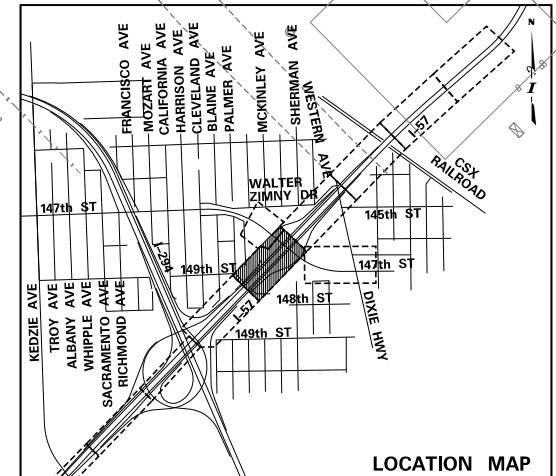 N
FRANCISCO AVE
MOZART AVE
CALIFORNIA AVE
HARRISON AVE
CLEVELAND AVE
BLAINE AVE
PALMER AVE
MCKINLEY AVE
SHERMAN AVE
WESTERN AVE
I-57
CSX
RAILROAD
WALTER
ZIMNY DR
147th ST
145th ST
I-294
149th ST
147th ST
148th ST
I-57
149th ST
DIXIE HWY
KEDZIE AVE
TROY AVE
ALBANY AVE
WHIPPLE AVE
SACRAMENTO AVE
RICHMOND AVE
LOCATION MAP